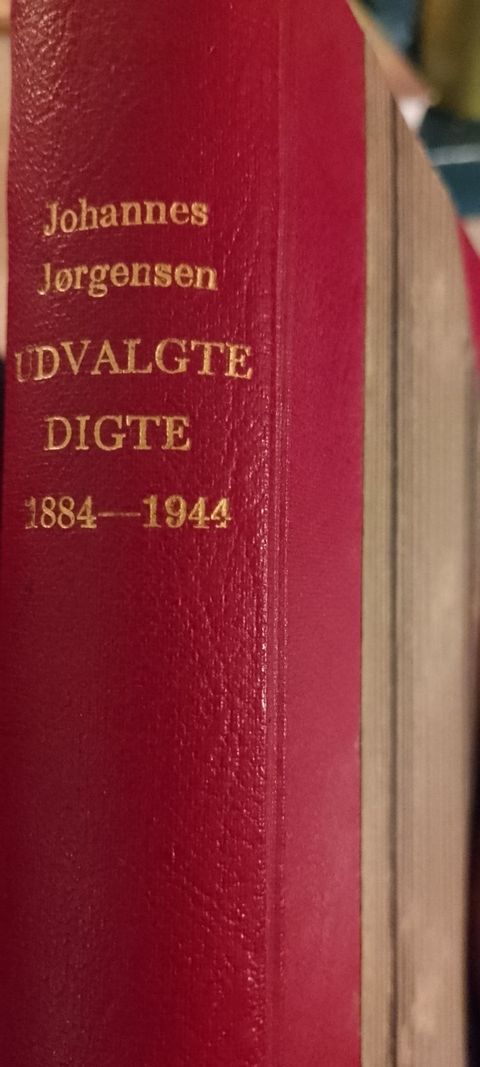 Johannes
Jørgensen
UDVALGTE
DIGTE
1884—1944